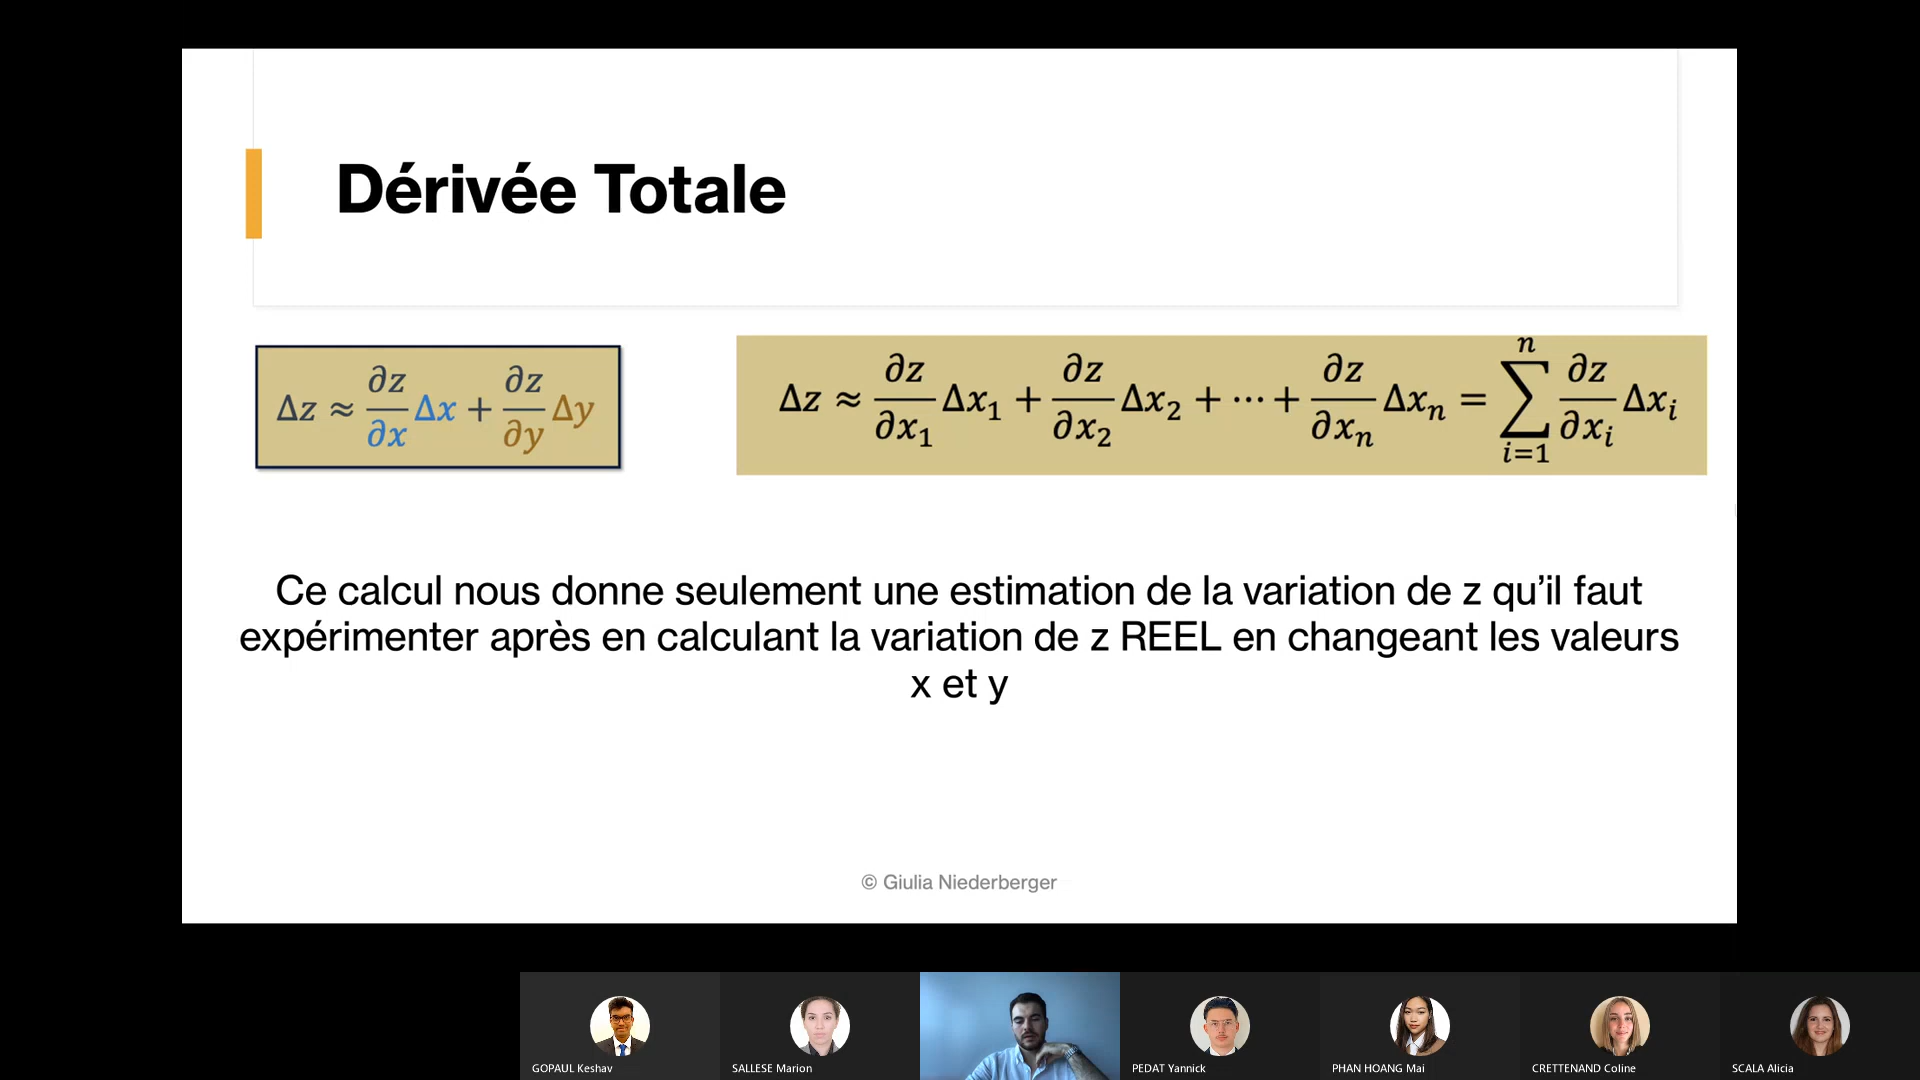 Dérivée Totale
Δz ≈ ∂z/∂x Δx + ∂z/∂y Δy
Δz ≈ ∂z/∂x₁ Δx₁ + ∂z/∂x₂ Δx₂ + ⋯ + ∂z/∂xₙ Δxₙ = ∑ⁿᵢ₌₁ ∂z/∂xᵢ Δxᵢ
Ce calcul nous donne seulement une estimation de la variation de z qu’il faut
expérimenter après en calculant la variation de z REEL en changeant les valeurs
x et y
© Giulia Niederberger
GOPAUL Keshav
SALLESE Marion
PEDAT Yannick
PHAN HOANG Mai
CRETTENAND Coline
SCALA Alicia